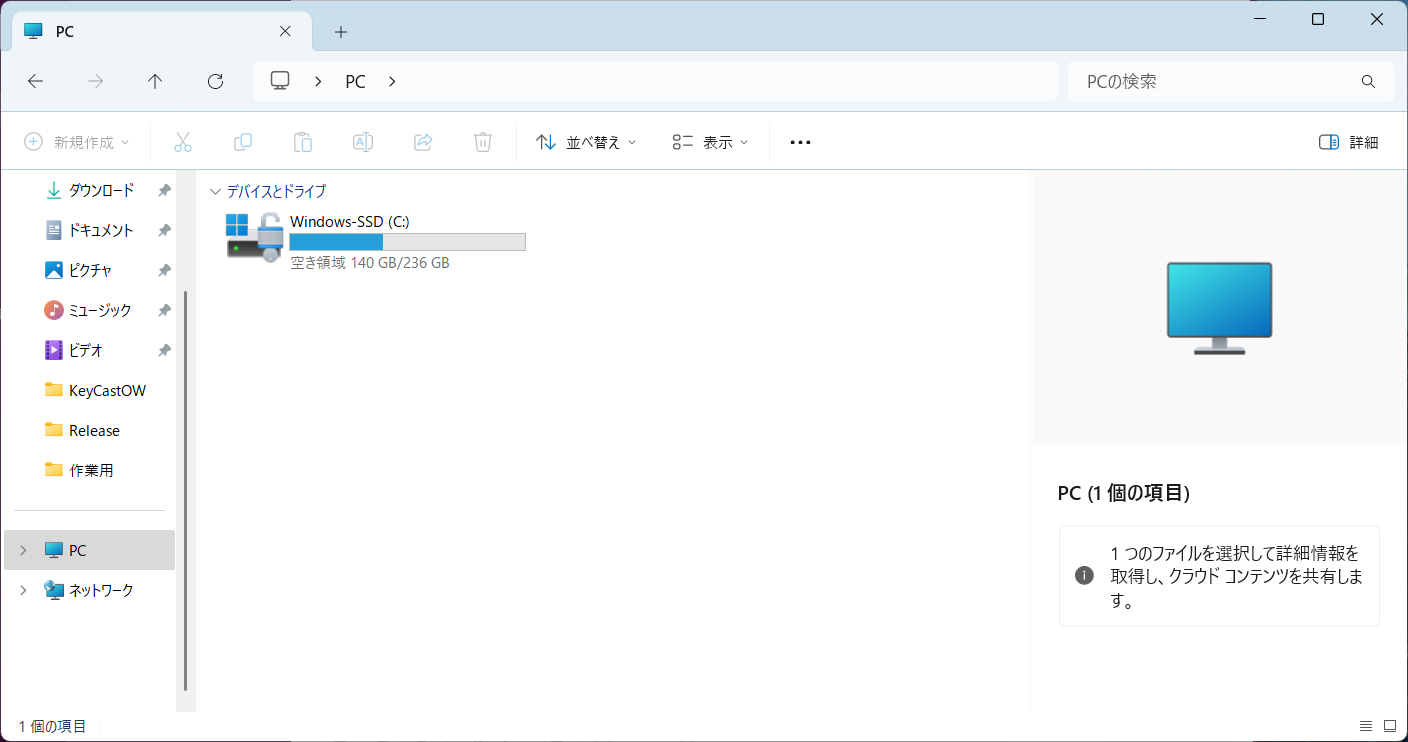 PC
PC
PCの検索
新規作成
並べ替え
表示
詳細
ダウンロード
ドキュメント
ピクチャ
ミュージック
ビデオ
KeyCastOW
Release
作業用
PC
ネットワーク
デバイスとドライブ
Windows-SSD (C:)
空き領域 140 GB/236 GB
PC (1 個の項目)
1 つのファイルを選択して詳細情報を
取得し、クラウド コンテンツを共有しま
す。
1 個の項目